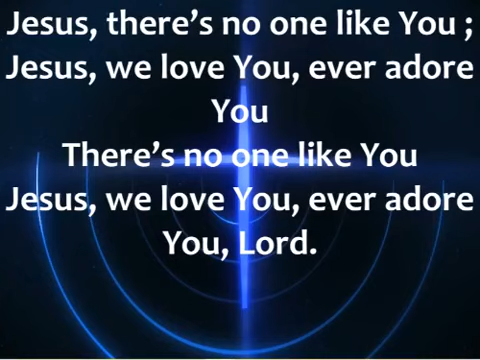 Jesus, there's no one like You ;
Jesus, we love You, ever adore
You
There's no one like You
Jesus, we love You, ever adore
You, Lord.